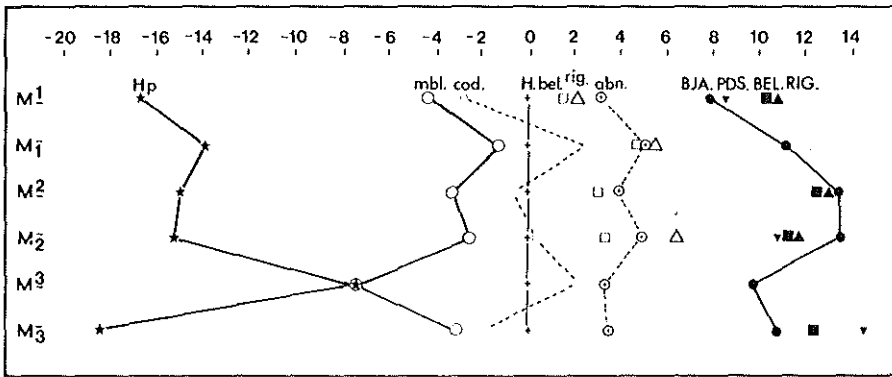 -20 -18 -16 -14 -12 -10 -8 -6 -4 -2 0 2 4 6 8 10 12 14
Hp mbl. cod. H.bel. rig. abn. BJA. PDS. BEL. RIG.
M1
M1
M2
M2
M3
M3